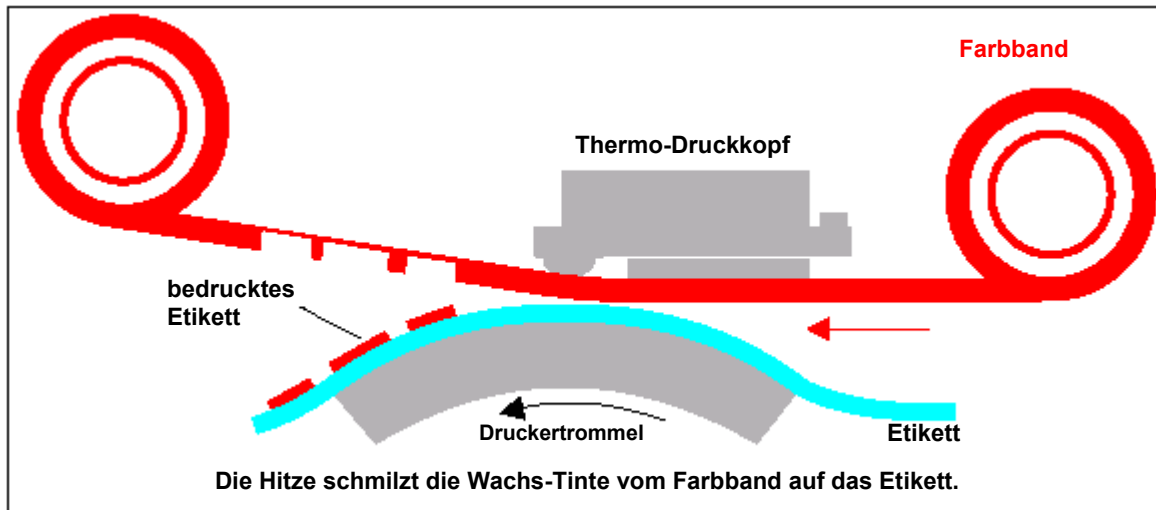 Farbband
Thermo-Druckkopf
bedrucktes
Etikett
Druckertrommel
Etikett
Die Hitze schmilzt die Wachs-Tinte vom Farbband auf das Etikett.